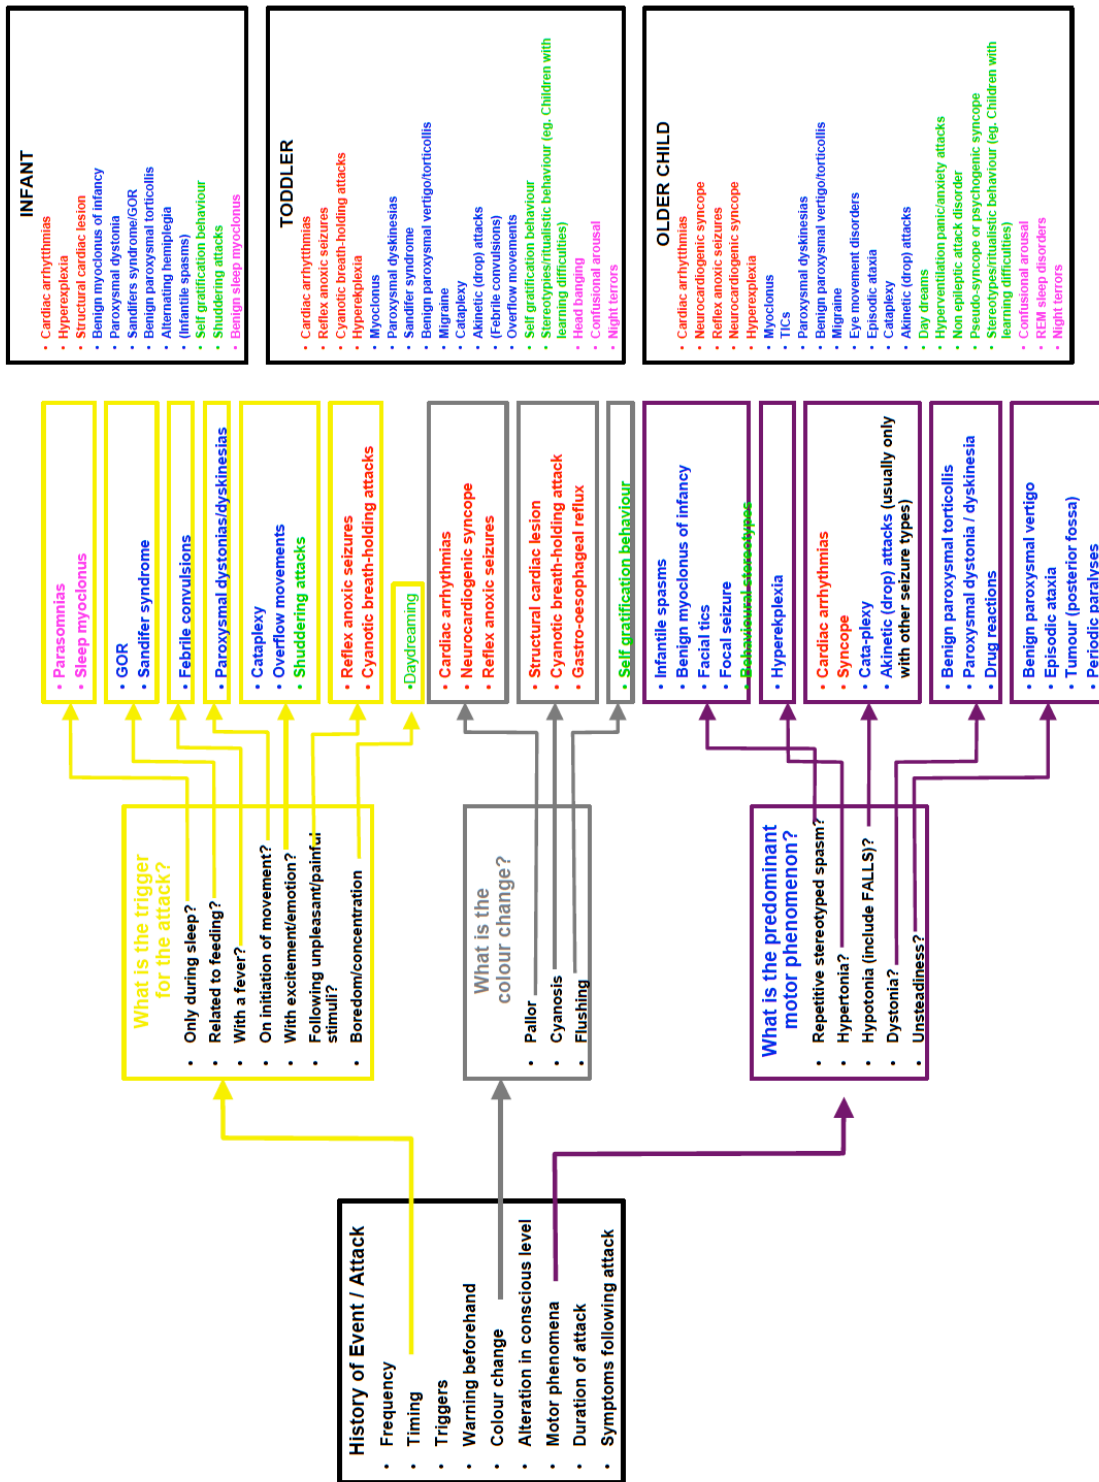 History of Event / Attack
• Frequency
• Timing
• Triggers
• Warning beforehand
• Colour change
• Alteration in conscious level
• Motor phenomena
• Duration of attack
• Symptoms following attack
What is the trigger
for the attack?
• Only during sleep?
• Related to feeding?
• With a fever?
• On initiation of movement?
• With excitement/emotion?
• Following unpleasant/painful
stimuli?
• Boredom/concentration
What is the
colour change?
• Pallor
• Cyanosis
• Flushing
What is the predominant
motor phenomenon?
• Repetitive stereotyped spasm?
• Hypertonia?
• Hypotonia (include FALLS)?
• Dystonia?
• Unsteadiness?
• Parasomnias
• Sleep myoclonus
• GOR
• Sandifer syndrome
• Febrile convulsions
• Paroxysmal dystonias/dyskinesias
• Cataplexy
• Overflow movements
• Shuddering attacks
• Reflex anoxic seizures
• Cyanotic breath-holding attacks
• Daydreaming
• Cardiac arrhythmias
• Neurocardiogenic syncope
• Reflex anoxic seizures
• Structural cardiac lesion
• Cyanotic breath-holding attack
• Gastro-oesophageal reflux
• Self gratification behaviour
• Infantile spasms
• Benign myoclonus of infancy
• Facial tics
• Focal seizure
• Behavioural stereotypes
• Hyperekplexia
• Cardiac arrythmias
• Syncope
• Cata-plexy
• Akinetic (drop) attacks (usually only
with other seizure types)
• Benign paroxysmal torticollis
• Paroxysmal dystonia / dyskinesia
• Drug reactions
• Benign paroxysmal vertigo
• Episodic ataxia
• Tumour (posterior fossa)
• Periodic paralyses
INFANT
• Cardiac arrhytthmias
• Hyperexplexia
• Structural cardiac lesion
• Benign myoclonus of infancy
• Paroxysmal dystonia
• Sandifers syndrome/GOR
• Benign paroxysmal torticollis
• Alternating hemiplegia
• (Infantile spasms)
• Self gratification behaviour
• Shuddering attacks
• Benign sleep myoclonus
TODDLER
• Cardiac arrythmias
• Reflex anoxic seizures
• Cyanotic breath-holding attacks
• Hyperekplexia
• Myoclonus
• Paroxysmal dyskinesias
• Sandifer syndrome
• Benign paroxysmal vertigo/torticollis
• Migraine
• Cataplexy
• Akinetic (drop) attacks
• (Febrile convulsions)
• Overflow movements
• Self gratification behaviour
• Stereotypies/ritualistic behaviour (eg. Children with
learning difficulties)
• Head banging
• Confusional arousal
• Night terrors
OLDER CHILD
• Cardiac arrythmias
• Neurocardiogenic syncope
• Reflex anoxic seizures
• Neurocardiogenic syncope
• Hyperexplexia
• Myoclonus
• TICs
• Paroxysmal dyskinesias
• Benign paroxysmal vertigo/torticollis
• Migraine
• Eye movement disorders
• Episodic ataxia
• Cataplexy
• Akinetic (drop) attacks
• Day dreams
• Hyperventilation/panic/anxiety attacks
• Non epileptic attack disorder
• Pseudo-syncope or psychogenic syncope
• Stereotypes/ritualistic behaviour (eg. Children with
learning difficulties)
• Confusional arousal
• REM sleep disorders
• Night terrors